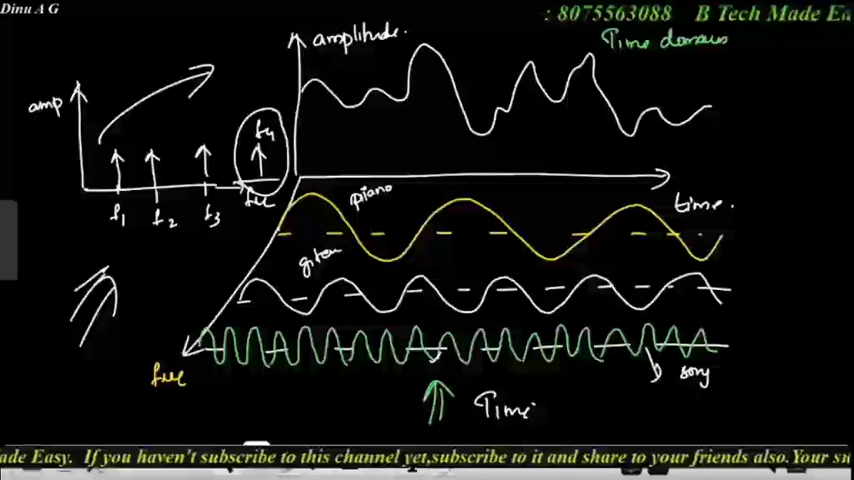 Dinu A G
: 8075563088 B Tech Made Ea
Time domain
amplitude.
amp
f4
fre
f1 f2 f3
piano
time.
gitar
fre
song
Time
ade Easy. If you haven't subscribe to this channel yet,subscribe to it and share to your friends also.Your su